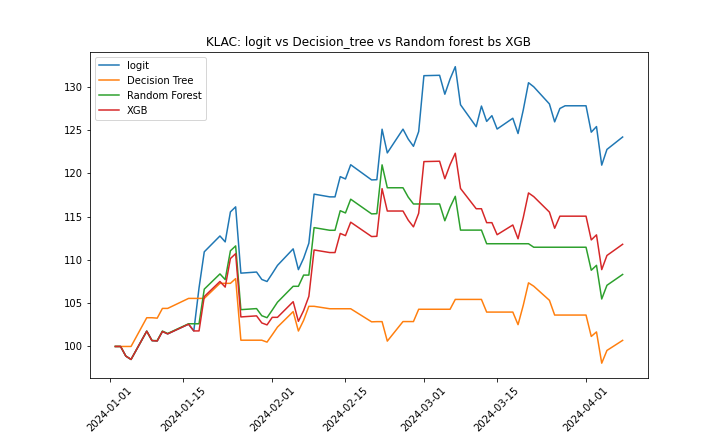 KLAC: logit vs Decision_tree vs Random forest bs XGB
logit
Decision Tree
Random Forest
XGB
130
125
120
115
110
105
100
2024-01-01
2024-01-15
2024-02-01
2024-02-15
2024-03-01
2024-03-15
2024-04-01